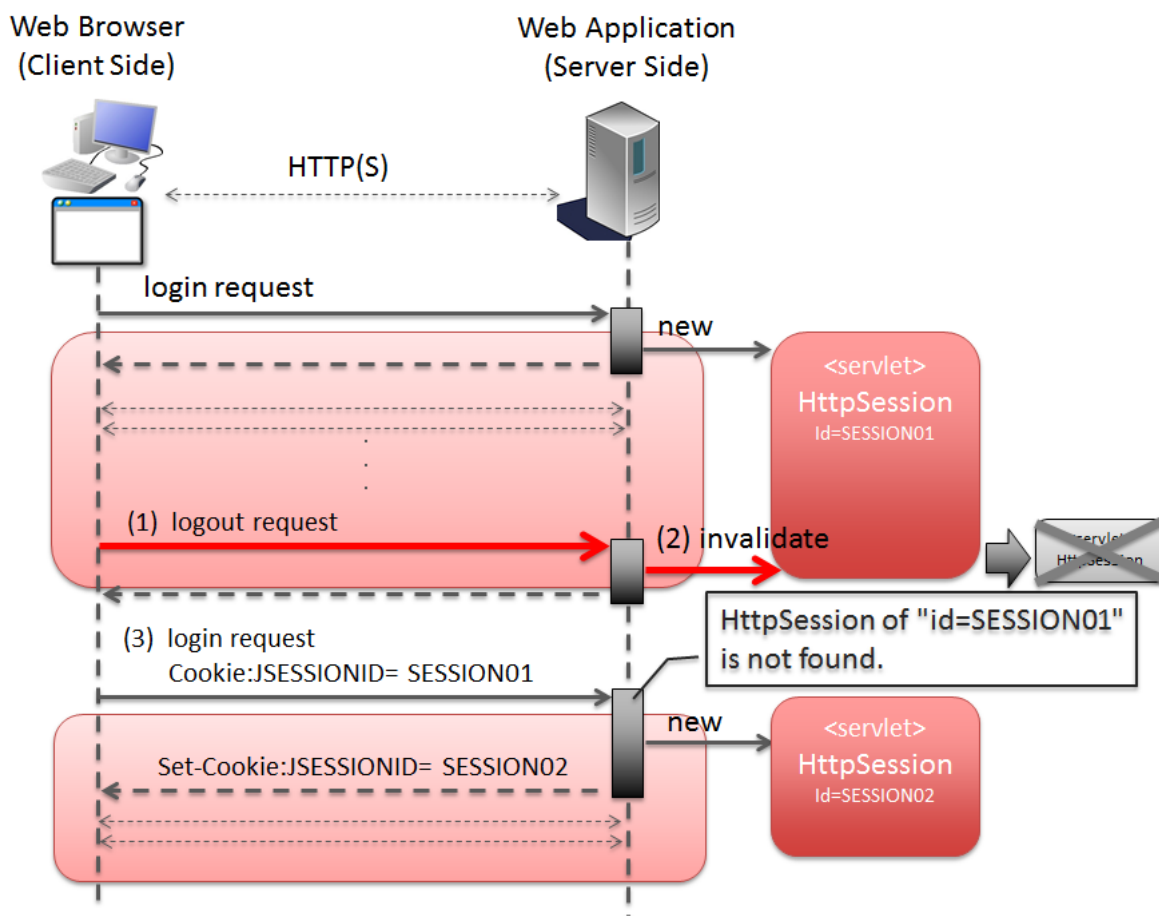 Web Browser
(Client Side)
Web Application
(Server Side)
HTTP(S)
login request
new
<servlet>
HttpSession
Id=SESSION01
.
.
.
(1) logout request
(2) invalidate
servlet
HttpSession
HttpSession of "id=SESSION01"
is not found.
(3) login request
Cookie:JSESSIONID= SESSION01
new
<servlet>
HttpSession
Id=SESSION02
Set-Cookie:JSESSIONID= SESSION02